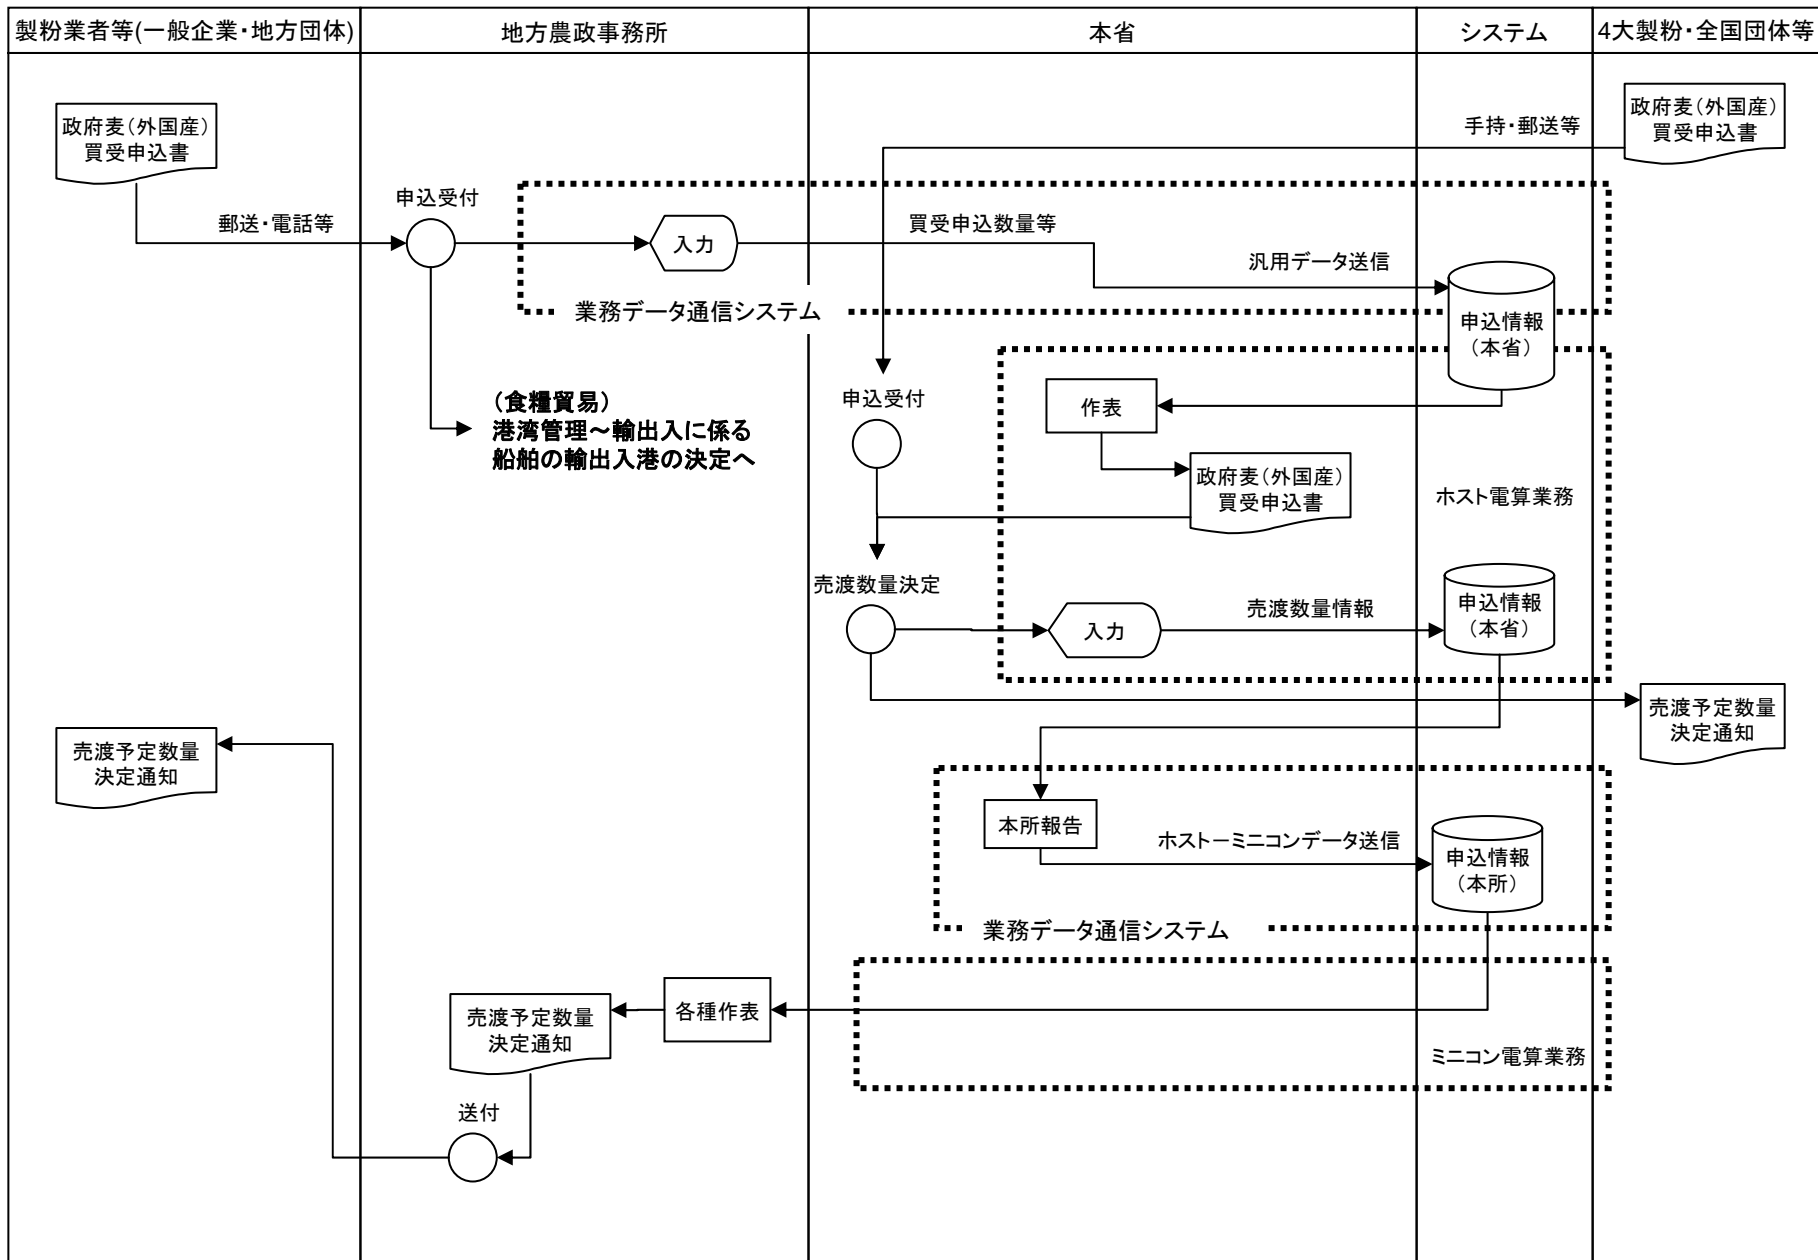 製粉業者等(一般企業・地方団体)
地方農政事務所
本省
システム
4大製粉・全国団体等
政府麦(外国産)
買受申込書
手持・郵送等
政府麦(外国産)
買受申込書
申込受付
郵送・電話等
入力
買受申込数量等
汎用データ送信
業務データ通信システム
申込情報
(本省)
(食糧貿易)
港湾管理~輸出入に係る
船舶の輸出入港の決定へ
申込受付
作表
政府麦(外国産)
買受申込書
ホスト電算業務
売渡数量決定
入力
売渡数量情報
申込情報
(本省)
売渡予定数量
決定通知
売渡予定数量
決定通知
本所報告
ホストーミニコンデータ送信
申込情報
(本所)
業務データ通信システム
売渡予定数量
決定通知
各種作表
ミニコン電算業務
送付